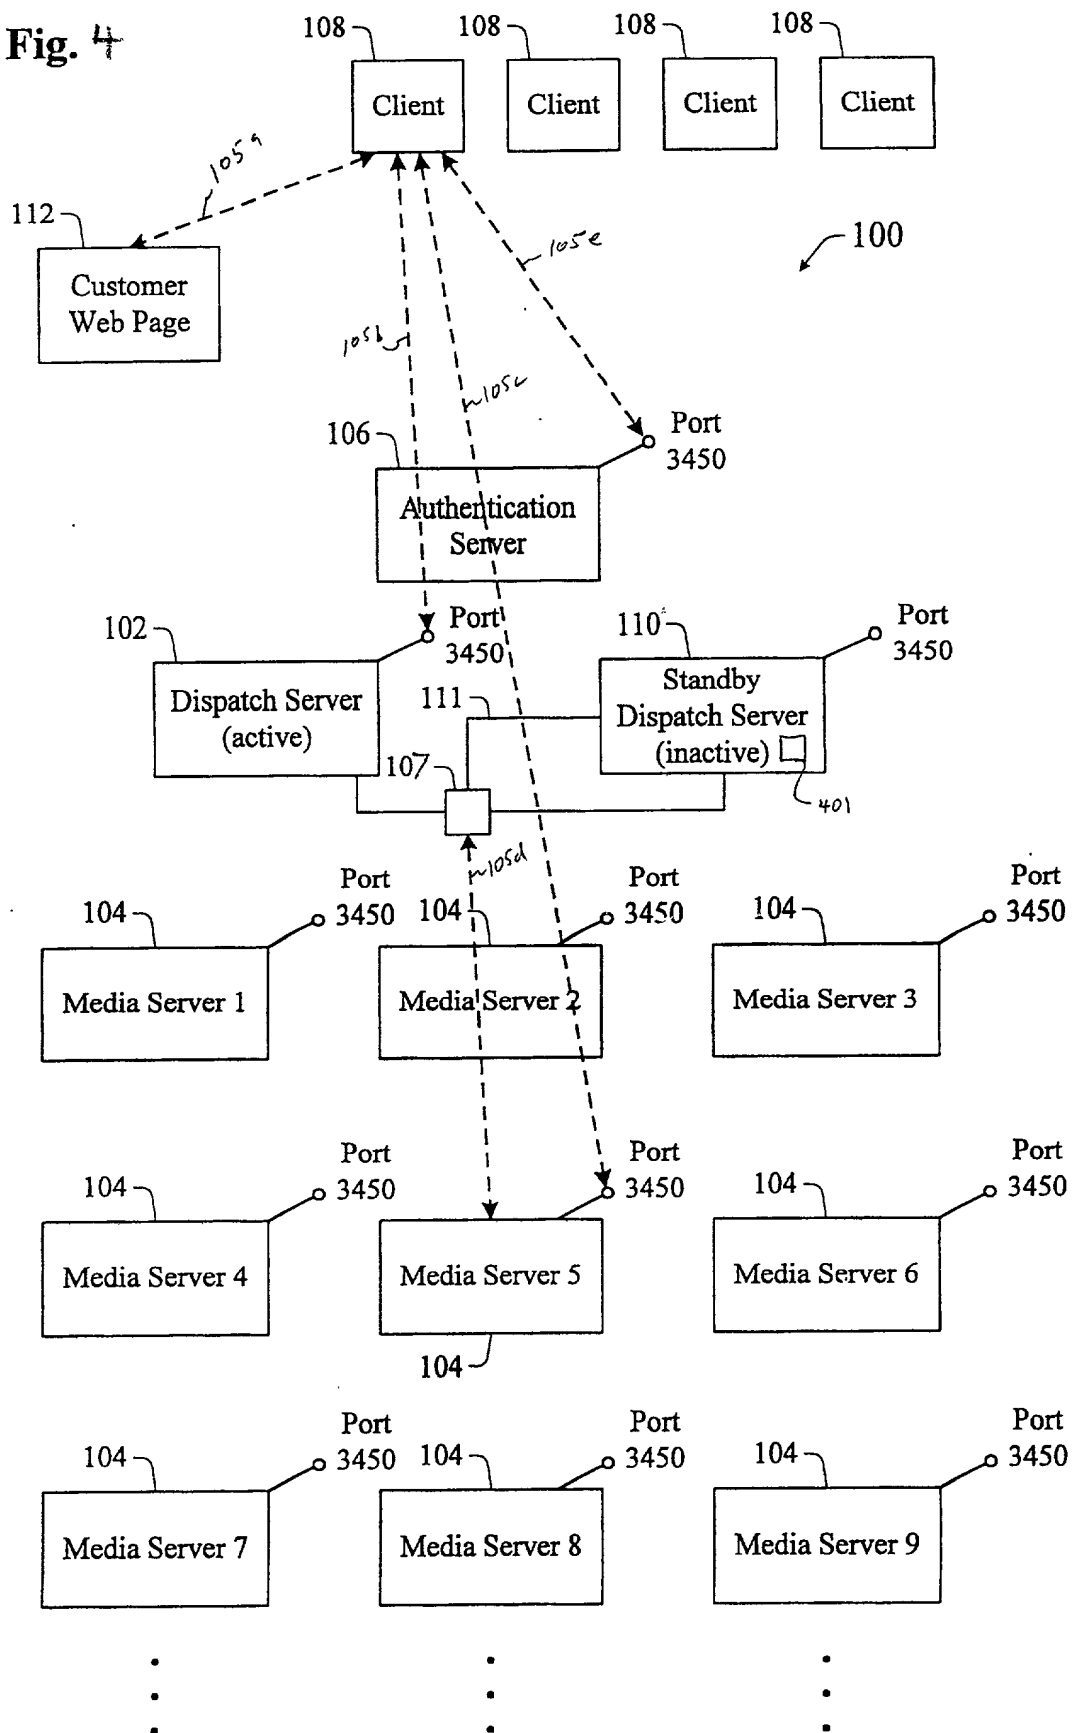 Fig. 4
108 108 108 108
Client Client Client Client
105a
112
100
105e
Customer
Web Page
105b
105c
Port
3450
106
Authentication
Server
102
Port
3450
110
Port
3450
Dispatch Server
(active)
111
Standby
Dispatch Server
(inactive)
107
401
105d
Port Port Port
104 3450 104 3450 104 3450
Media Server 1 Media Server 2 Media Server 3
Port Port Port
104 3450 3450 104 3450
Media Server 4 Media Server 5 Media Server 6
104
Port Port Port
104 3450 104 3450 104 3450
Media Server 7 Media Server 8 Media Server 9